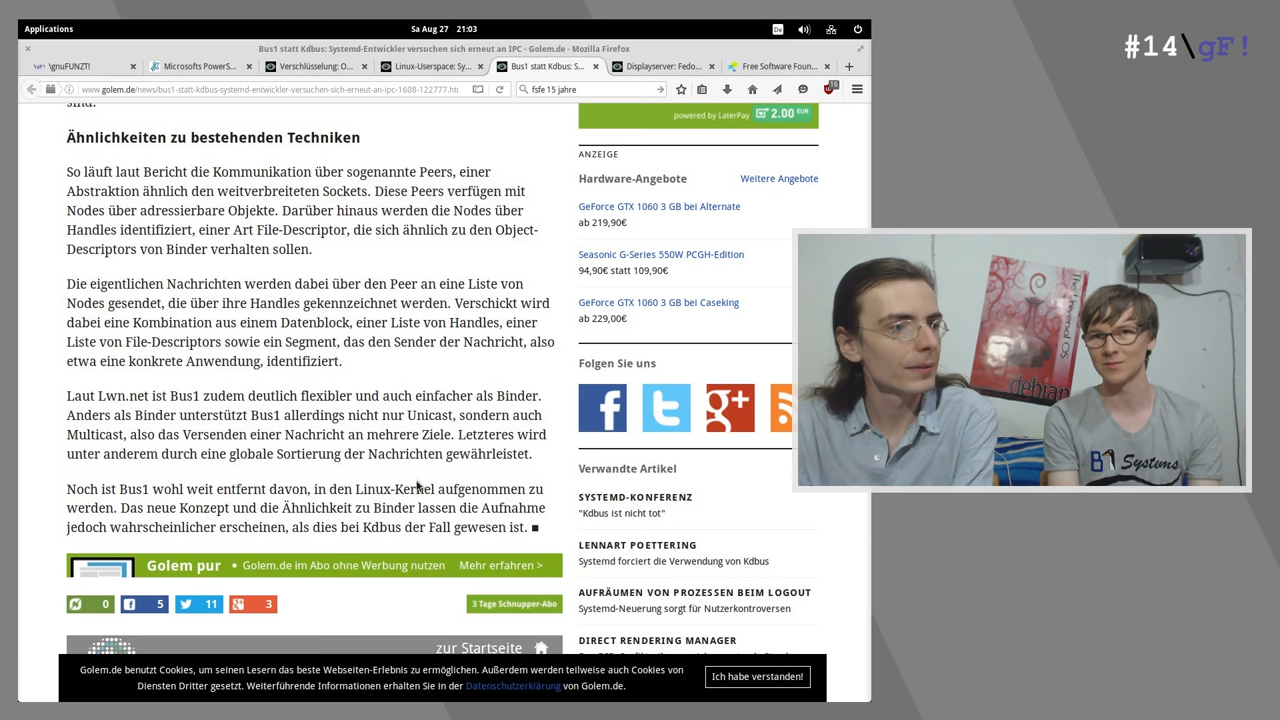 Applications
Sa Aug 27 21:03
De
Bus1 statt Kdbus: Systemd-Entwickler versuchen sich erneut an IPC - Golem.de - Mozilla Firefox
\gnuFUNZT!
Microsofts PowerS...
Verschlüsselung: O...
Linux-Userspace: Sy...
Bus1 statt Kdbus: S...
Displayserver: Fedo...
Free Software Foun...
www.golem.de/news/bus1-statt-kdbus-systemd-entwickler-versuchen-sich-erneut-an-ipc-1608-122777.ht
fsfe 15 jahre
16
sind.
Ähnlichkeiten zu bestehenden Techniken
So läuft laut Bericht die Kommunikation über sogenannte Peers, einer
Abstraktion ähnlich den weitverbreiteten Sockets. Diese Peers verfügen mit
Nodes über adressierbare Objekte. Darüber hinaus werden die Nodes über
Handles identifiziert, einer Art File-Descriptor, die sich ähnlich zu den Object-
Descriptors von Binder verhalten sollen.
Die eigentlichen Nachrichten werden dabei über den Peer an eine Liste von
Nodes gesendet, die über ihre Handles gekennzeichnet werden. Verschickt wird
dabei eine Kombination aus einem Datenblock, einer Liste von Handles, einer
Liste von File-Descriptors sowie ein Segment, das den Sender der Nachricht, also
etwa eine konkrete Anwendung, identifiziert.
Laut Lwn.net ist Bus1 zudem deutlich flexibler und auch einfacher als Binder.
Anders als Binder unterstützt Bus1 allerdings nicht nur Unicast, sondern auch
Multicast, also das Versenden einer Nachricht an mehrere Ziele. Letzteres wird
unter anderem durch eine globale Sortierung der Nachrichten gewährleistet.
Noch ist Bus1 wohl weit entfernt davon, in den Linux-Kernel aufgenommen zu
werden. Das neue Konzept und die Ähnlichkeit zu Binder lassen die Aufnahme
jedoch wahrscheinlicher erscheinen, als dies bei Kdbus der Fall gewesen ist. ■
Golem pur • Golem.de im Abo ohne Werbung nutzen Mehr erfahren >
0
5
11
3
3 Tage Schnupper-Abo
zur Startseite
powered by LaterPay 2.00 EUR
ANZEIGE
Hardware-Angebote Weitere Angebote
GeForce GTX 1060 3 GB bei Alternate
ab 219,90€
Seasonic G-Series 550W PCGH-Edition
94,90€ statt 109,90€
GeForce GTX 1060 3 GB bei Caseking
ab 229,00€
Folgen Sie uns
Verwandte Artikel
SYSTEMD-KONFERENZ
"Kdbus ist nicht tot"
LENNART POETTERING
Systemd forciert die Verwendung von Kdbus
AUFRÄUMEN VON PROZESSEN BEIM LOGOUT
Systemd-Neuerung sorgt für Nutzerkontroversen
DIRECT RENDERING MANAGER
Golem.de benutzt Cookies, um seinen Lesern das beste Webseiten-Erlebnis zu ermöglichen. Außerdem werden teilweise auch Cookies von
Diensten Dritter gesetzt. Weiterführende Informationen erhalten Sie in der Datenschutzerklärung von Golem.de.
Ich habe verstanden!
#14\gF!
debian
Systems